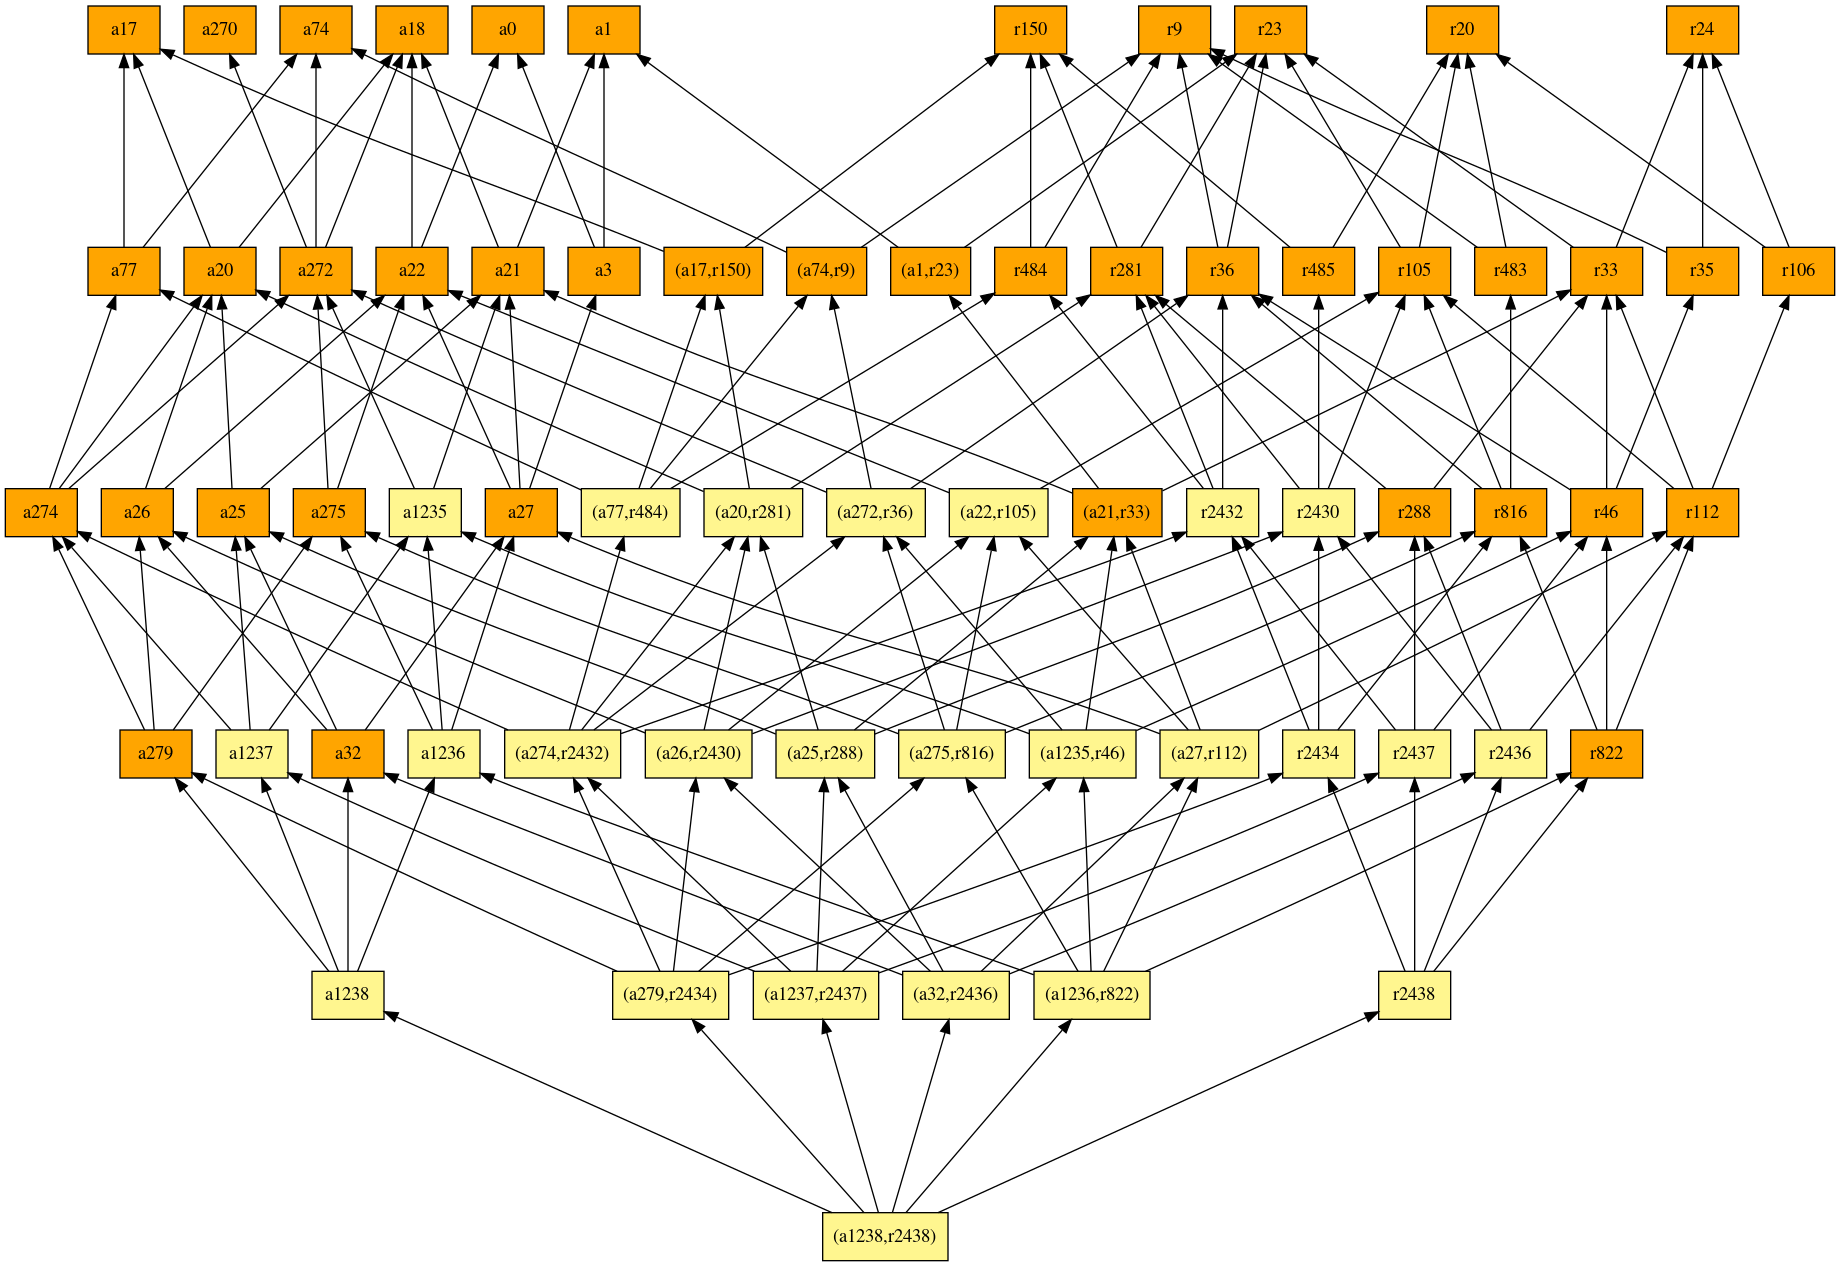 a17 a270 a74 a18 a0 a1 r150 r9 r23 r20 r24
a77 a20 a272 a22 a21 a3 (a17,r150) (a74,r9) (a1,r23) r484 r281 r36 r485 r105 r483 r33 r35 r106
a274 a26 a25 a275 a1235 a27 (a77,r484) (a20,r281) (a272,r36) (a22,r105) (a21,r33) r2432 r2430 r288 r816 r46 r112
a279 a1237 a32 a1236 (a274,r2432) (a26,r2430) (a25,r288) (a275,r816) (a1235,r46) (a27,r112) r2434 r2437 r2436 r822
a1238 (a279,r2434) (a1237,r2437) (a32,r2436) (a1236,r822) r2438
(a1238,r2438)